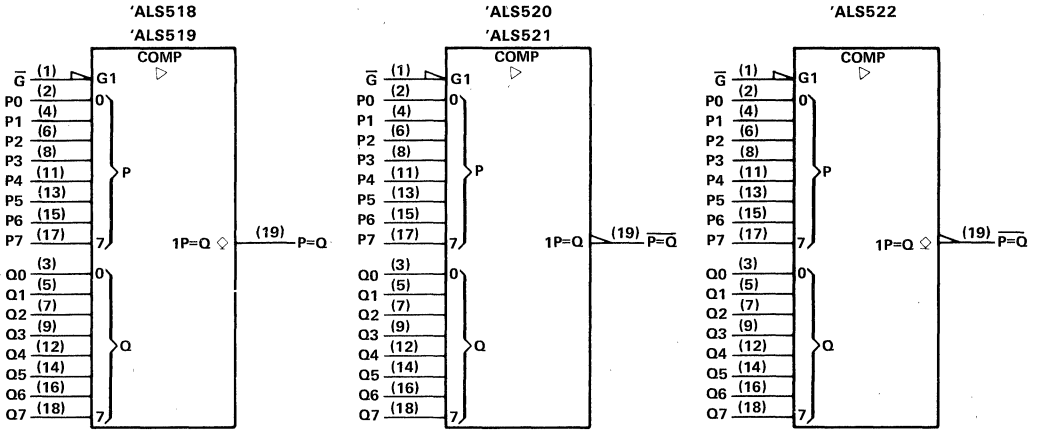 'ALS518
'ALS519
COMP
▷
G̅ (1) G1
P0 (2) 0
P1 (4)
P2 (6)
P3 (8) P
P4 (11)
P5 (13)
P6 (15)
P7 (17) 7
1P=Q ◇ (19) P=Q
Q0 (3) 0
Q1 (5)
Q2 (7)
Q3 (9) Q
Q4 (12)
Q5 (14)
Q6 (16)
Q7 (18) 7
'ALS520
'ALS521
COMP
▷
G̅ (1) G1
P0 (2) 0
P1 (4)
P2 (6)
P3 (8) P
P4 (11)
P5 (13)
P6 (15)
P7 (17) 7
1P=Q (19) P̅=̅Q̅
Q0 (3) 0
Q1 (5)
Q2 (7)
Q3 (9) Q
Q4 (12)
Q5 (14)
Q6 (16)
Q7 (18) 7
'ALS522
COMP
▷
G̅ (1) G1
P0 (2) 0
P1 (4)
P2 (6)
P3 (8) P
P4 (11)
P5 (13)
P6 (15)
P7 (17) 7
1P=Q ◇ (19) P̅=̅Q̅
Q0 (3) 0
Q1 (5)
Q2 (7)
Q3 (9) Q
Q4 (12)
Q5 (14)
Q6 (16)
Q7 (18) 7